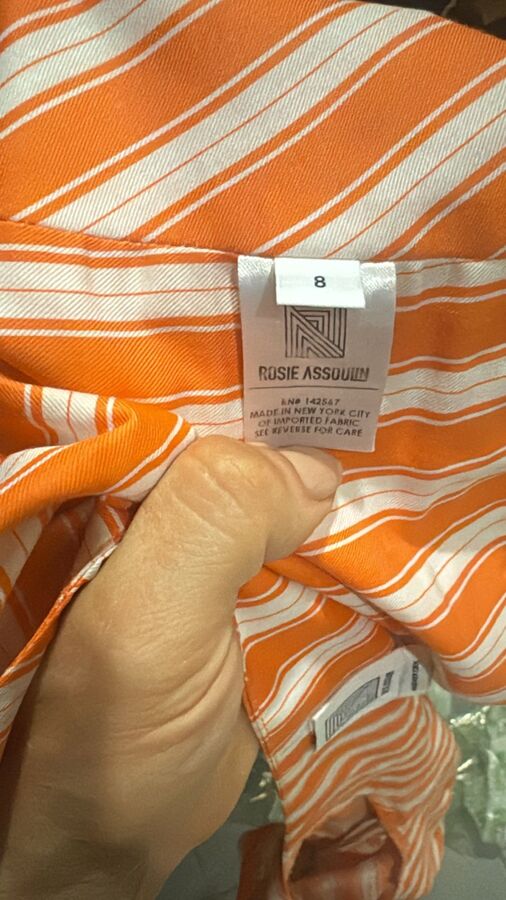 8
ROSIE ASSOULIN
RN# 142567
MADE IN NEW YORK CITY
OF IMPORTED FABRIC
SEE REVERSE FOR CARE